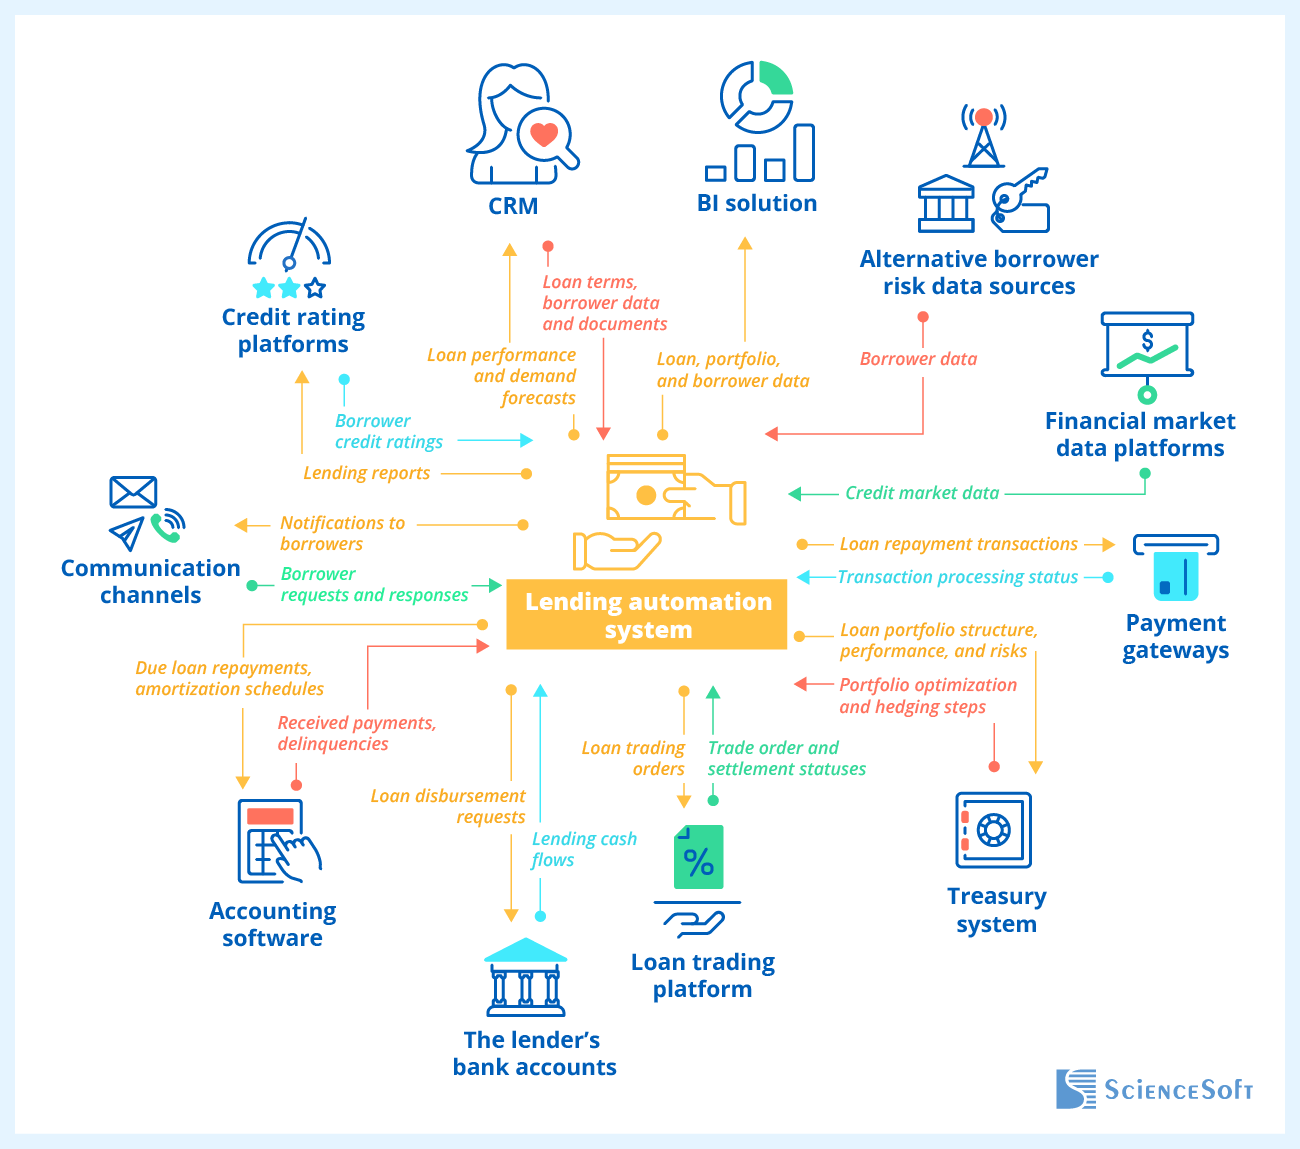 CRM
BI solution
Alternative borrower
risk data sources
Credit rating
platforms
Loan terms,
borrower data
and documents
Loan performance
and demand
forecasts
Loan, portfolio,
and borrower data
Borrower data
$
Financial market
data platforms
Borrower
credit ratings
Lending reports
Credit market data
Notifications to
borrowers
Communication
channels
Borrower
requests and responses
Loan repayment transactions
Transaction processing status
Payment
gateways
Lending automation
system
Loan portfolio structure,
performance, and risks
Portfolio optimization
and hedging steps
Due loan repayments,
amortization schedules
Received payments,
delinquencies
Loan trading
orders
Trade order and
settlement statuses
Loan disbursement
requests
Lending cash
flows
%
Accounting
software
Treasury
system
Loan trading
platform
The lender’s
bank accounts
ScienceSoft